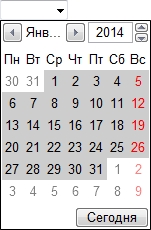 Янв... 2014
Пн Вт Ср Чт Пт Сб Вс
30 31 1 2 3 4 5
6 7 8 9 10 11 12
13 14 15 16 17 18 19
20 21 22 23 24 25 26
27 28 29 30 31 1 2
3 4 5 6 7 8 9
Сегодня